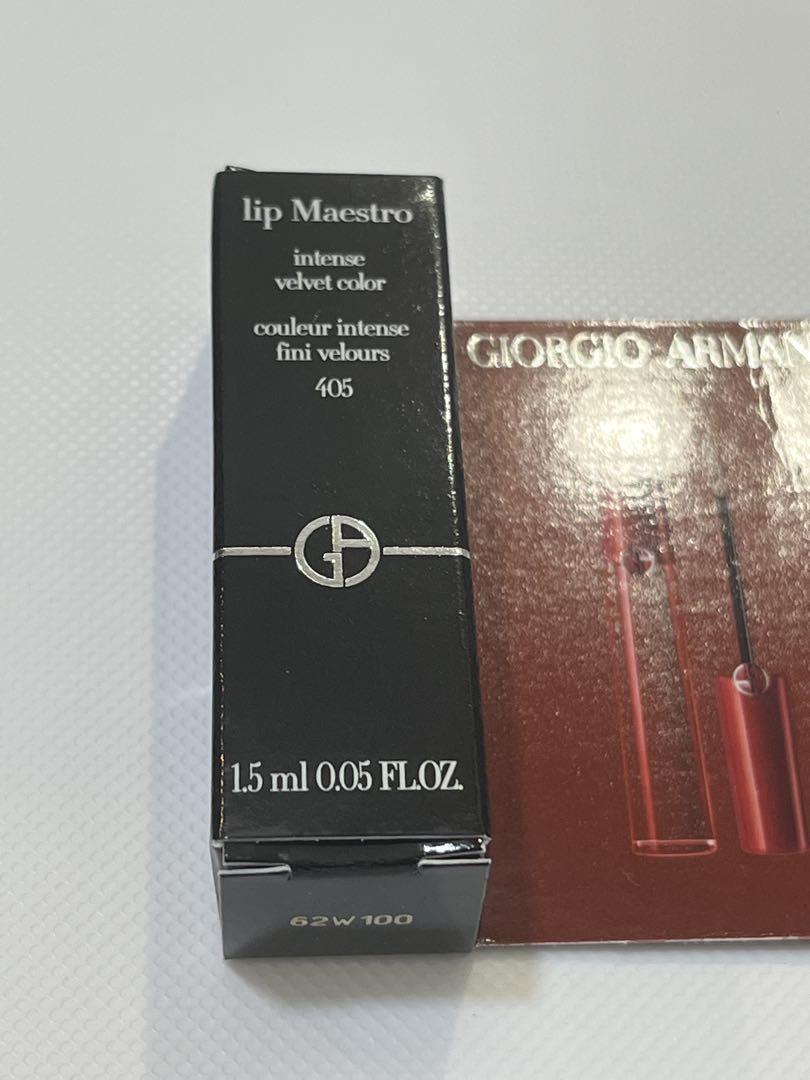 lip Maestro
intense
velvet color
couleur intense
fini velours
405
GA
1.5 ml 0.05 FL.OZ.
62W100
GIORGIO ARMAN